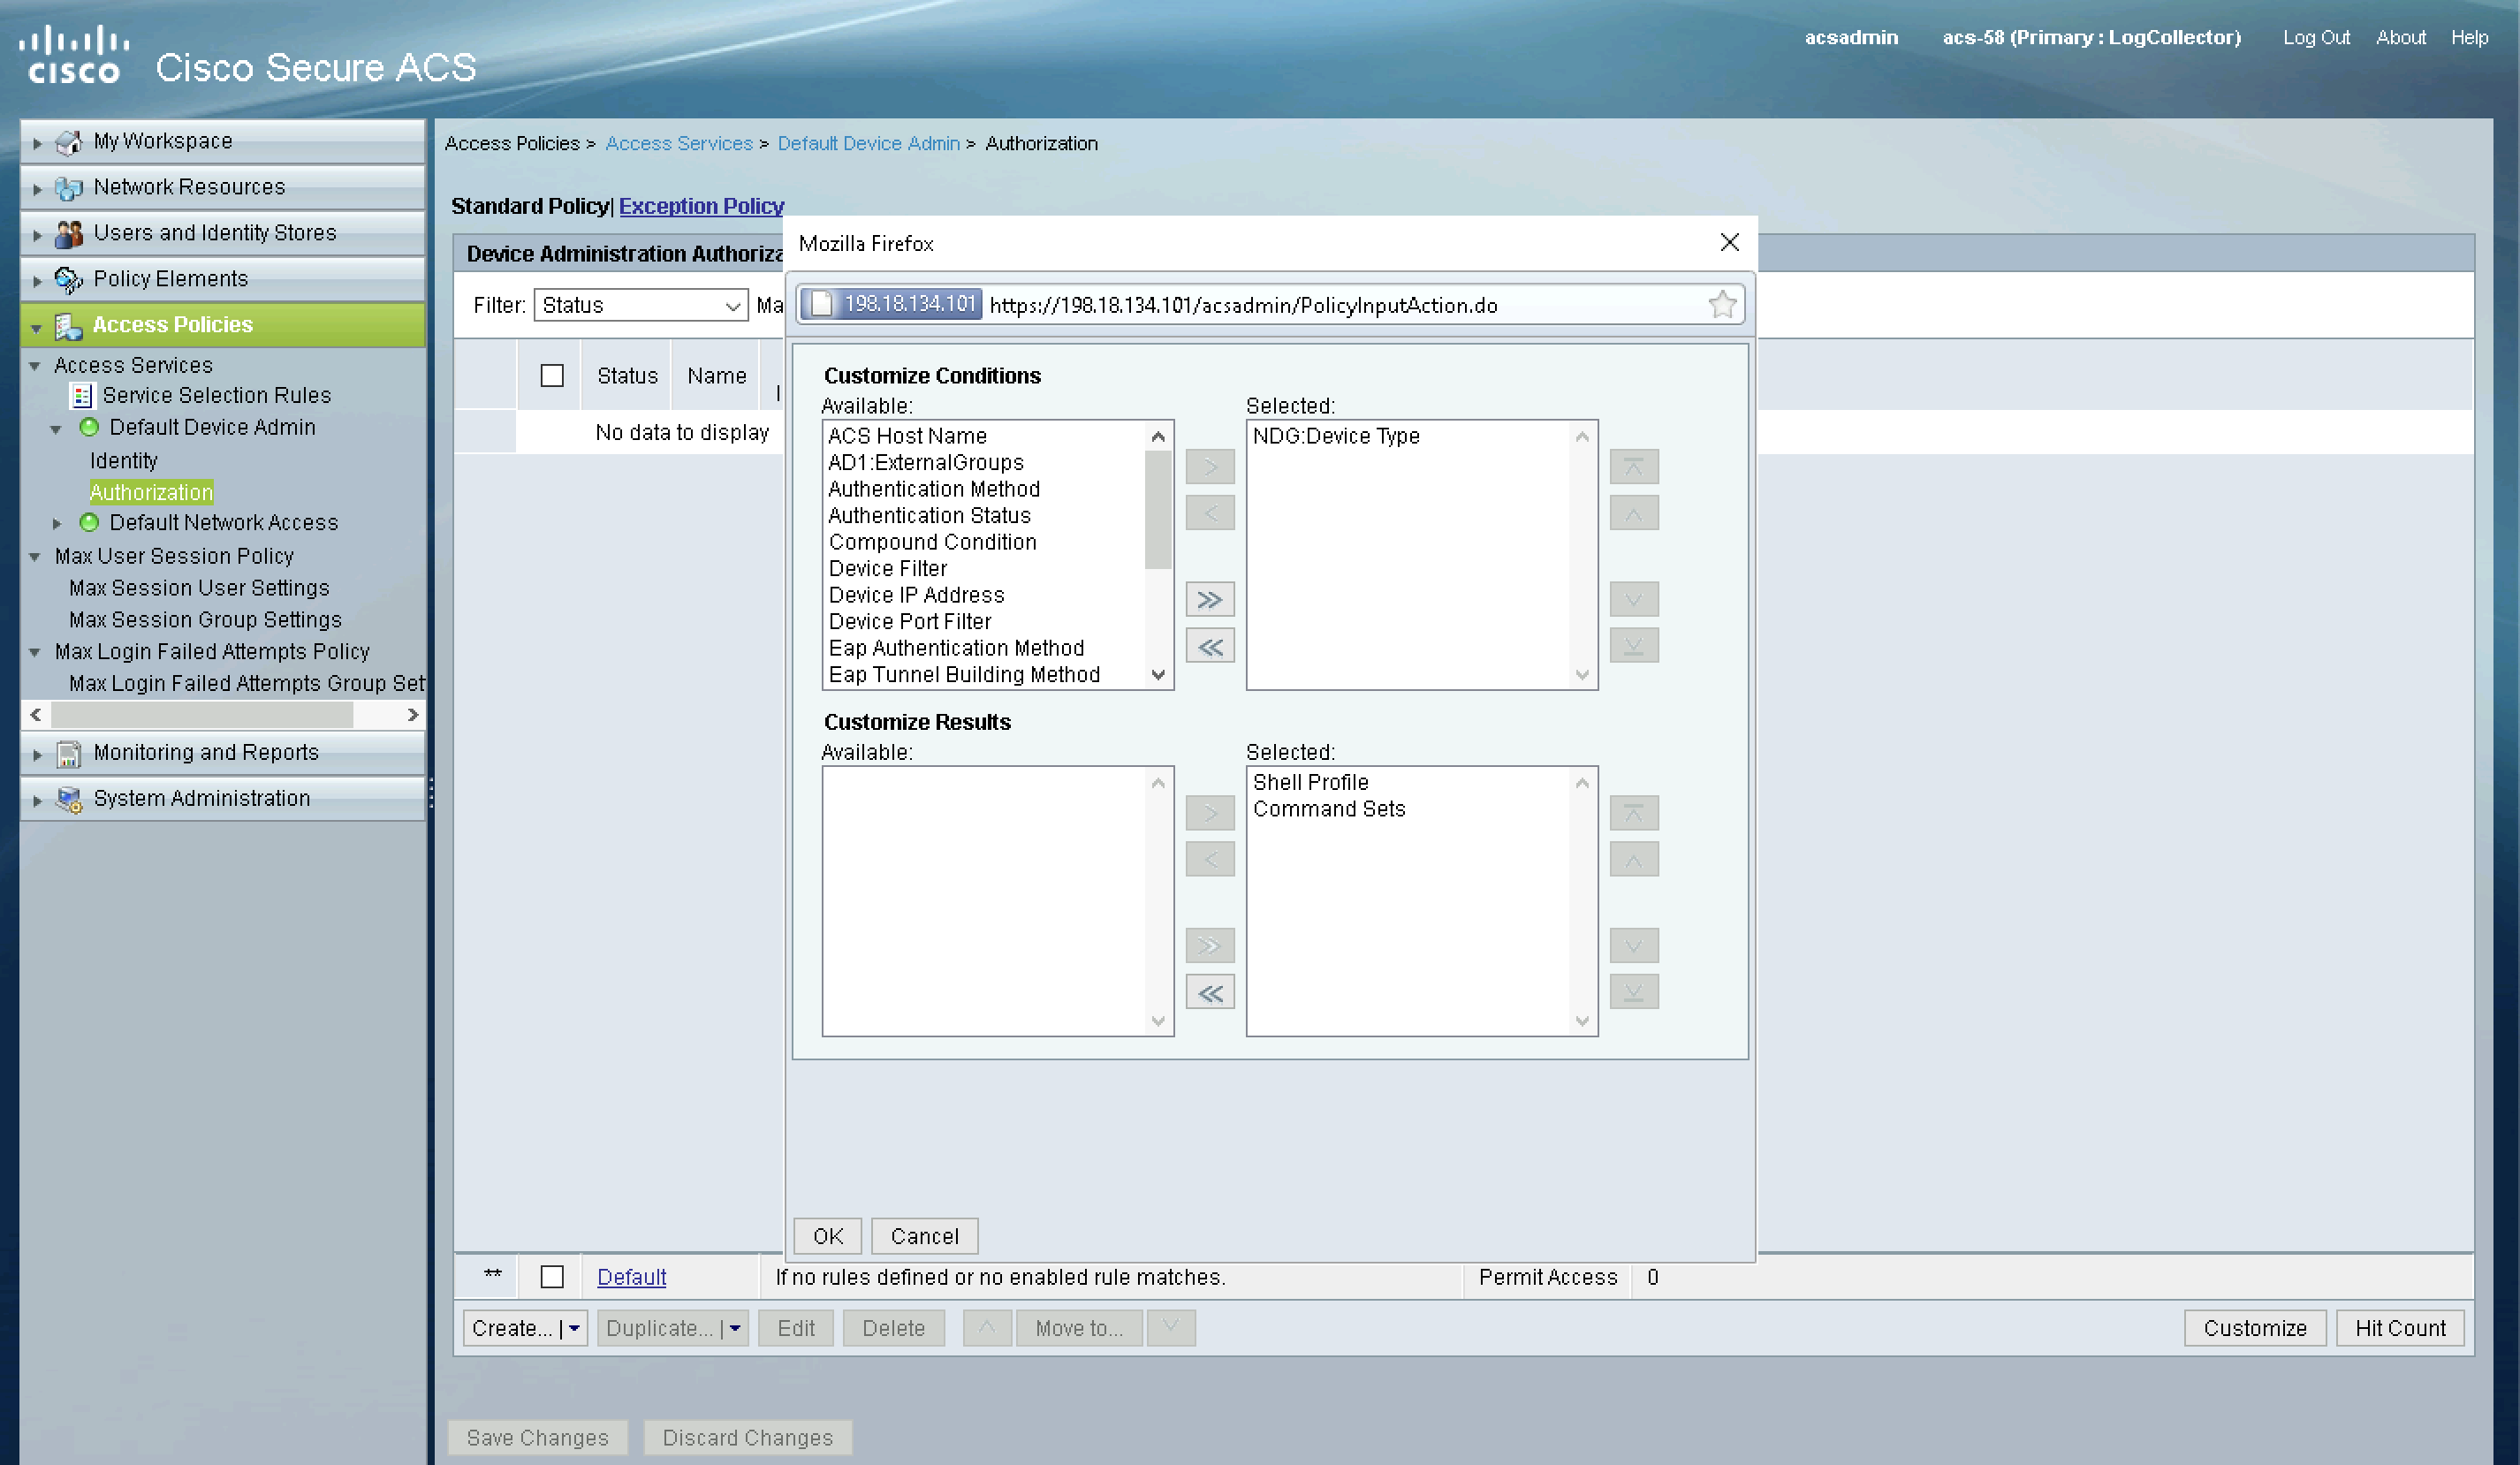 cisco Cisco Secure ACS
acsadmin acs-58 (Primary : LogCollector) Log Out About Help
My Workspace
Network Resources
Users and Identity Stores
Policy Elements
Access Policies
Access Services
Service Selection Rules
Default Device Admin
Identity
Authorization
Default Network Access
Max User Session Policy
Max Session User Settings
Max Session Group Settings
Max Login Failed Attempts Policy
Max Login Failed Attempts Group Set
Monitoring and Reports
System Administration
Access Policies > Access Services > Default Device Admin > Authorization
Standard Policy| Exception Policy
Device Administration Authoriza
Filter: Status Ma
Status Name
No data to display
Mozilla Firefox
198.18.134.101 https://198.18.134.101/acsadmin/PolicyInputAction.do
Customize Conditions
Available: Selected:
ACS Host Name
AD1:ExternalGroups
Authentication Method
Authentication Status
Compound Condition
Device Filter
Device IP Address
Device Port Filter
Eap Authentication Method
Eap Tunnel Building Method
NDG:Device Type
Customize Results
Available: Selected:
Shell Profile
Command Sets
OK Cancel
** Default If no rules defined or no enabled rule matches. Permit Access 0
Create... | Duplicate... | Edit Delete Move to... Customize Hit Count
Save Changes Discard Changes